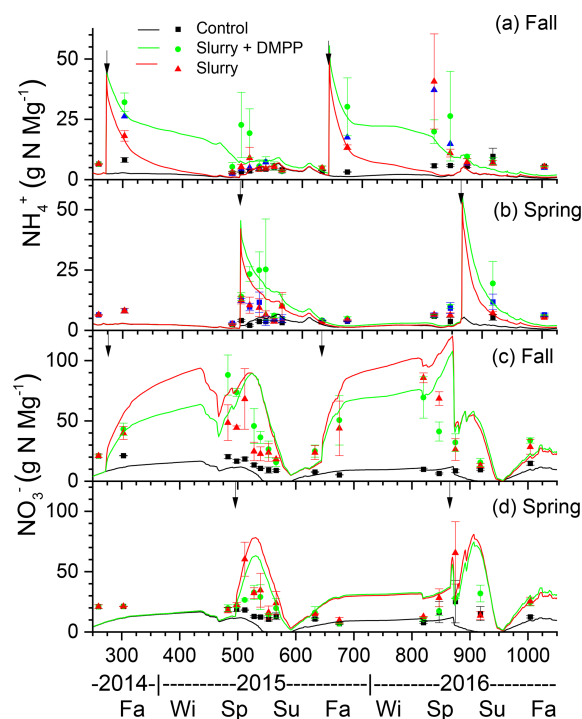 (a) Fall
Control
Slurry + DMPP
Slurry
50
25
0
(b) Spring
50
25
0
NH₄⁺ (g N Mg⁻¹)
(c) Fall
100
50
0
(d) Spring
100
50
0
NO₃⁻ (g N Mg⁻¹)
300 400 500 600 700 800 900 1000
--2014--|------------2015------------|-----------2016---------
Fa Wi Sp Su Fa Wi Sp Su